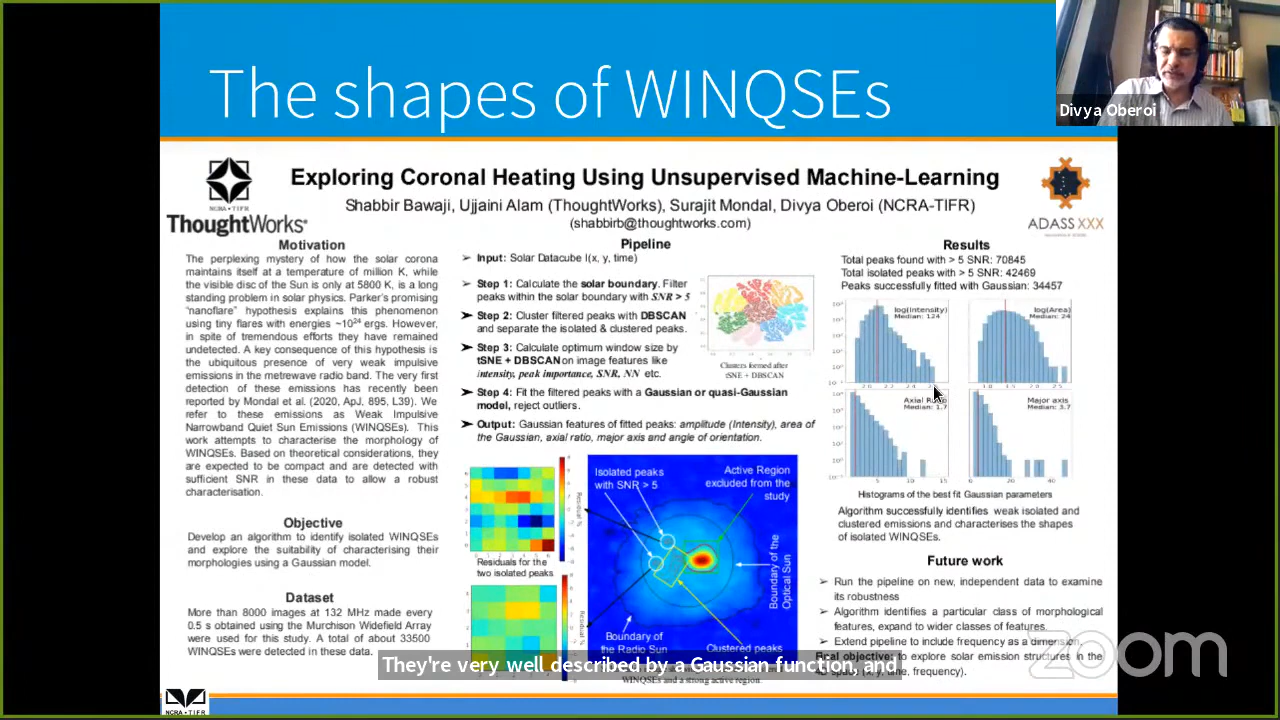 The shapes of WINQSEs
Divya Oberoi
NCRA • TIFR
ThoughtWorks
Exploring Coronal Heating Using Unsupervised Machine-Learning
Shabbir Bawaji, Ujjaini Alam (ThoughtWorks), Surajit Mondal, Divya Oberoi (NCRA-TIFR)
(shabbirb@thoughtworks.com)
ADASS XXX
Motivation
The perplexing mystery of how the solar corona
maintains itself at a temperature of million K, while
the visible disc of the Sun is only at 5800 K, is a long
standing problem in solar physics. Parker's promising
"nanoflare" hypothesis explains this phenomenon
using tiny flares with energies ~10²⁴ ergs. However,
in spite of tremendous efforts they have remained
undetected. A key consequence of this hypothesis is
the ubiquitous presence of very weak impulsive
emissions in the metrewave radio band. The very first
detection of these emissions has recently been
reported by Mondal et al. (2020, ApJ, 895, L39). We
refer to these emissions as Weak Impulsive
Narrowband Quiet Sun Emissions (WINQSEs). This
work attempts to characterise the morphology of
WINQSEs. Based on theoretical considerations, they
are expected to be compact and are detected with
sufficient SNR in these data to allow a robust
characterisation.
Objective
Develop an algorithm to identify isolated WINQSEs
and explore the suitability of characterising their
morphologies using a Gaussian model.
Dataset
More than 8000 images at 132 MHz made every
0.5 s obtained using the Murchison Widefield Array
were used for this study. A total of about 33500
WINQSEs were detected in these data.
NCRA • TIFR
Pipeline
➢ Input: Solar Datacube I(x, y, time)
➢ Step 1: Calculate the solar boundary. Filter
peaks within the solar boundary with SNR > 5
➤ Step 2: Cluster filtered peaks with DBSCAN
and separate the isolated & clustered peaks.
➤ Step 3: Calculate optimum window size by
tSNE + DBSCAN on image features like
intensity, peak importance, SNR, NN etc.
➤ Step 4: Fit the filtered peaks with a Gaussian or quasi-Gaussian
model, reject outliers.
➤ Output: Gaussian features of fitted peaks: amplitude (Intensity), area of
the Gaussian, axial ratio, major axis and angle of orientation.
Clusters formed after
tSNE + DBSCAN
Residual %
Residuals for the
two isolated peaks
Isolated peaks
with SNR > 5
Active Region
excluded from the
study
Boundary of the
Optical Sun
Boundary of
the Radio Sun
Clustered peaks
WINQSEs and a strong active region.
Results
Total peaks found with > 5 SNR: 70845
Total isolated peaks with > 5 SNR: 42469
Peaks successfully fitted with Gaussian: 34457
log(Intensity)
Median: 124
log(Area)
Median: 24
Axial
Median: 1.7
Major axis
Median: 3.7
Histograms of the best fit Gaussian parameters
Algorithm successfully identifies weak isolated and
clustered emissions and characterises the shapes
of isolated WINQSEs.
Future work
➢ Run the pipeline on new, independent data to examine
its robustness
➢ Algorithm identifies a particular class of morphological
features, expand to wider classes of features.
➢ Extend pipeline to include frequency as a dimension.
objective: to explore solar emission structures in the
time, frequency).
They're very well described by a Gaussian function, and
zoom